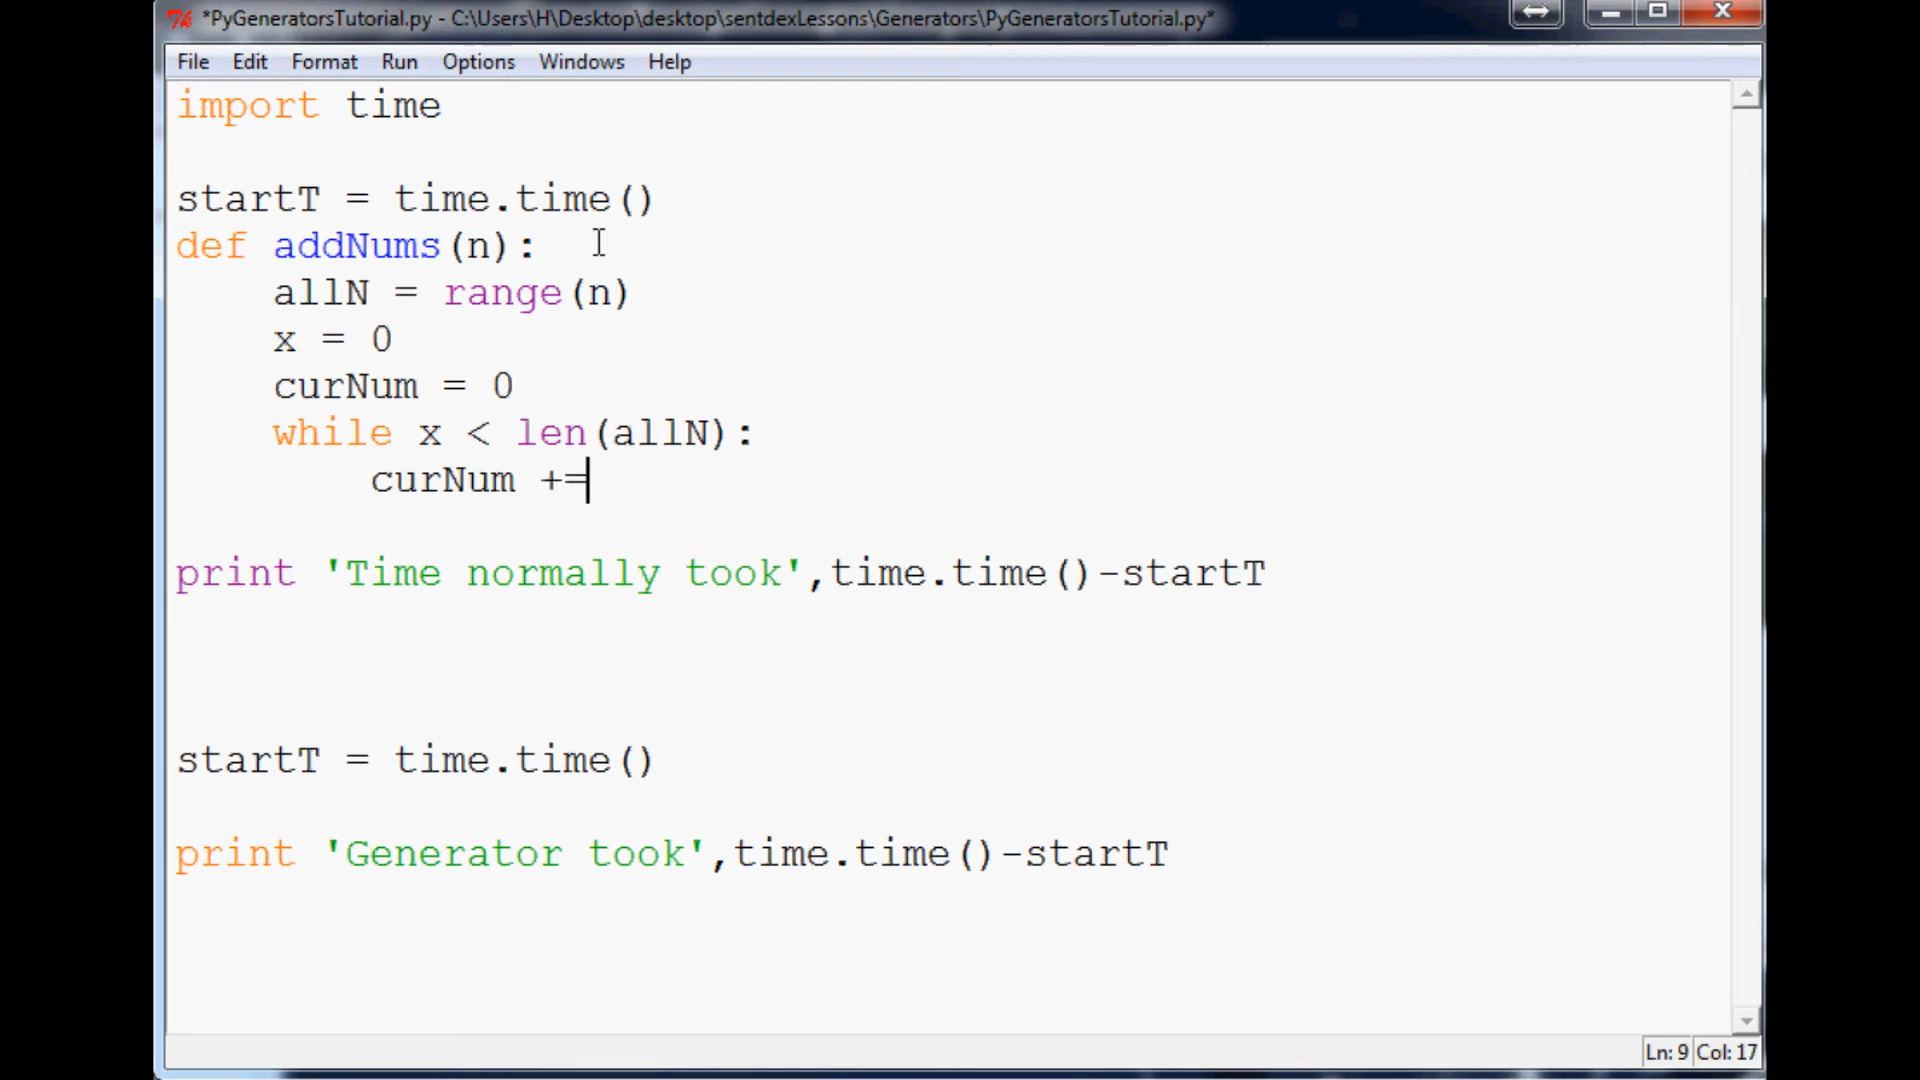 *PyGeneratorsTutorial.py - C:\Users\H\Desktop\desktop\sentdexLessons\Generators\PyGeneratorsTutorial.py*
File Edit Format Run Options Windows Help
import time
startT = time.time()
def addNums(n):
    allN = range(n)
    x = 0
    curNum = 0
    while x < len(allN):
        curNum +=
print 'Time normally took',time.time()-startT
startT = time.time()
print 'Generator took',time.time()-startT
Ln: 9 Col: 17